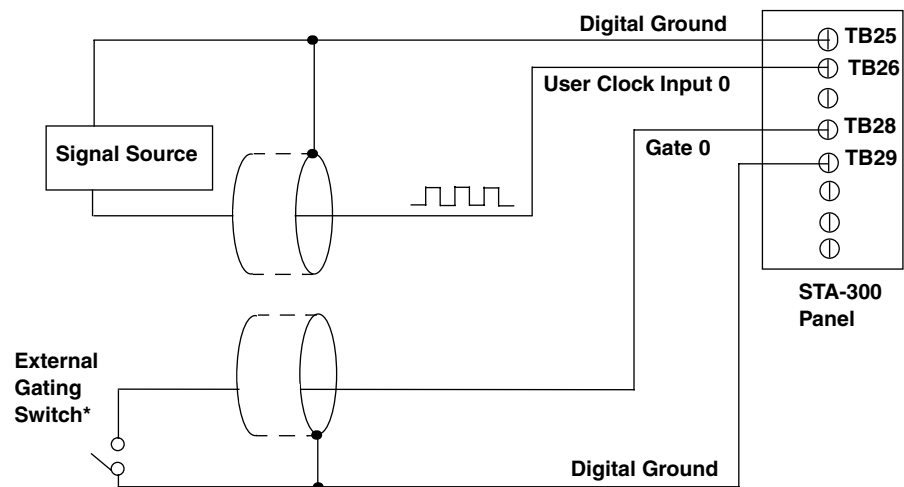 Digital Ground
TB25
User Clock Input 0
TB26
Signal Source
Gate 0
TB28
TB29
STA-300
Panel
External
Gating
Switch*
Digital Ground